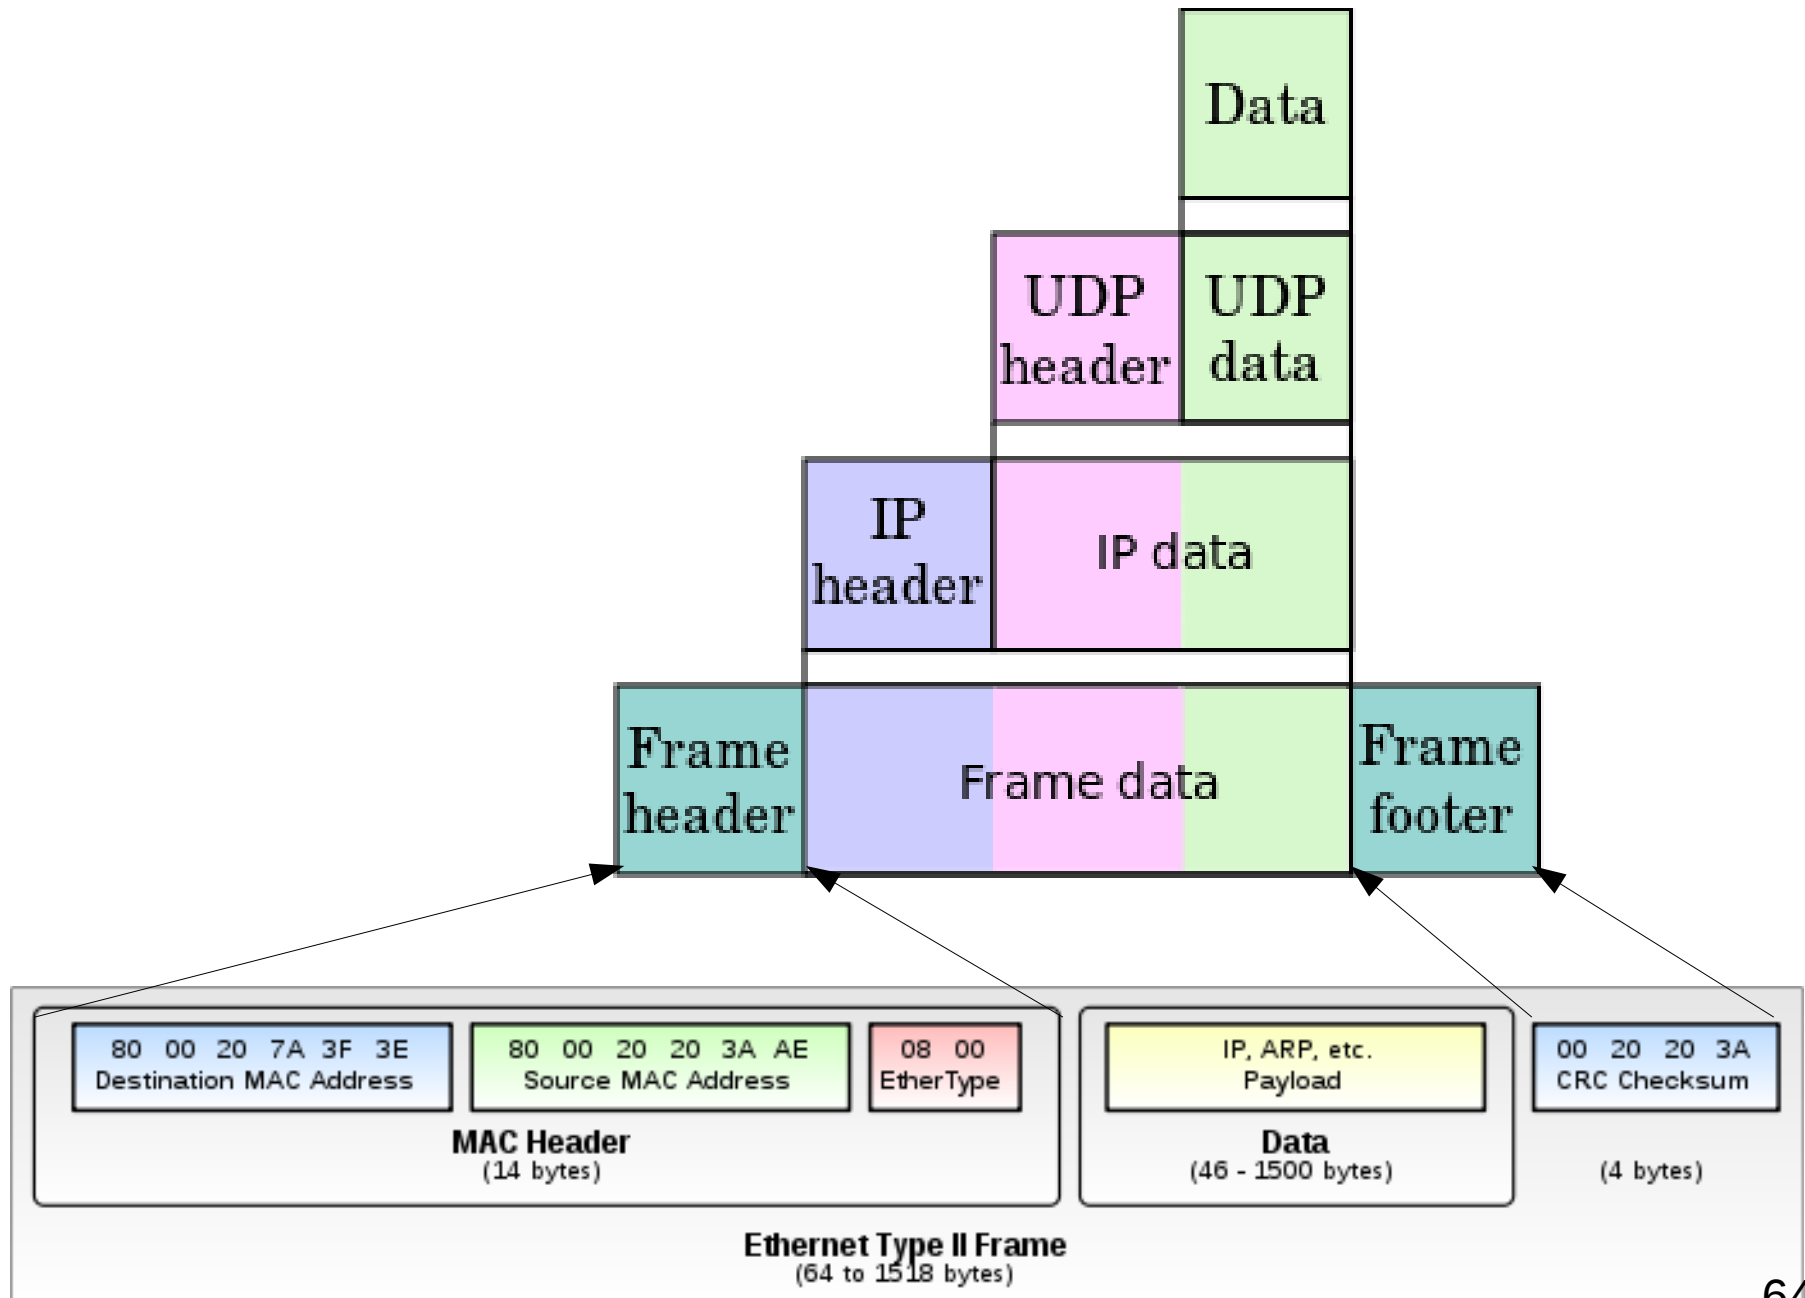 Data
UDP
header
UDP
data
IP
header
IP data
Frame
header
Frame data
Frame
footer
80 00 20 7A 3F 3E
Destination MAC Address
80 00 20 20 3A AE
Source MAC Address
08 00
EtherType
IP, ARP, etc.
Payload
00 20 20 3A
CRC Checksum
MAC Header
(14 bytes)
Data
(46 - 1500 bytes)
(4 bytes)
Ethernet Type II Frame
(64 to 1518 bytes)
64